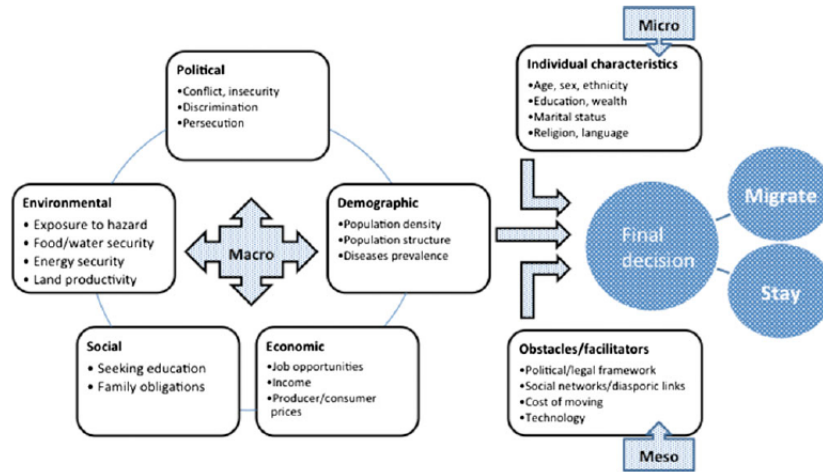 Political
•Conflict, insecurity
•Discrimination
•Persecution
Environmental
• Exposure to hazard
• Food/water security
• Energy security
• Land productivity
Macro
Demographic
•Population density
•Population structure
•Diseases prevalence
Social
• Seeking education
• Family obligations
Economic
•Job opportunities
•Income
•Producer/consumer
prices
Micro
Individual characteristics
•Age, sex, ethnicity
•Education, wealth
•Marital status
•Religion, language
Final
decision
Migrate
Stay
Obstacles/facilitators
•Political/legal framework
•Social networks/diasporic links
•Cost of moving
•Technology
Meso